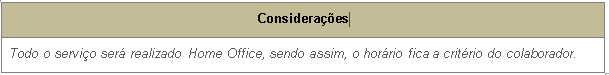 Considerações
Todo o serviço será realizado Home Office, sendo assim, o horário fica a critério do colaborador.